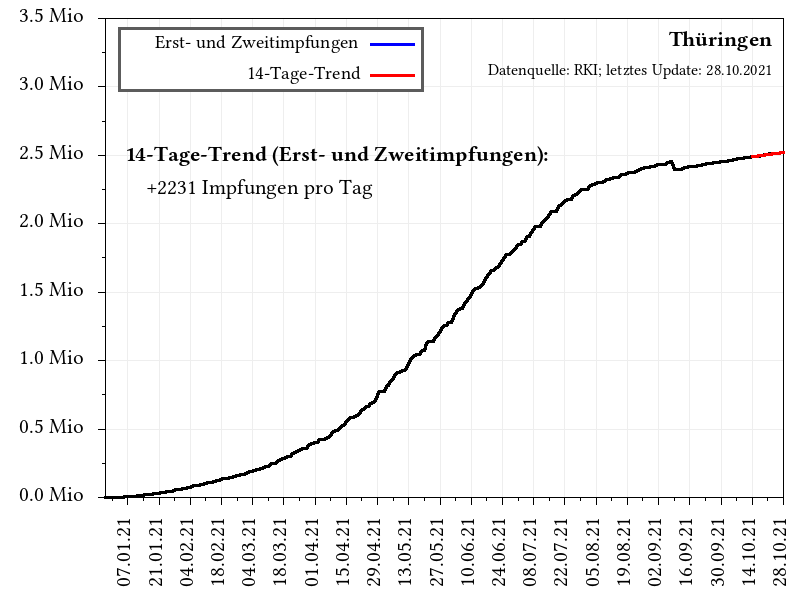 3.5 Mio
3.0 Mio
2.5 Mio
2.0 Mio
1.5 Mio
1.0 Mio
0.5 Mio
0.0 Mio
Erst- und Zweitimpfungen
14-Tage-Trend
Thüringen
Datenquelle: RKI; letztes Update: 28.10.2021
14-Tage-Trend (Erst- und Zweitimpfungen):
+2231 Impfungen pro Tag
07.01.21
21.01.21
04.02.21
18.02.21
04.03.21
18.03.21
01.04.21
15.04.21
29.04.21
13.05.21
27.05.21
10.06.21
24.06.21
08.07.21
22.07.21
05.08.21
19.08.21
02.09.21
16.09.21
30.09.21
14.10.21
28.10.21